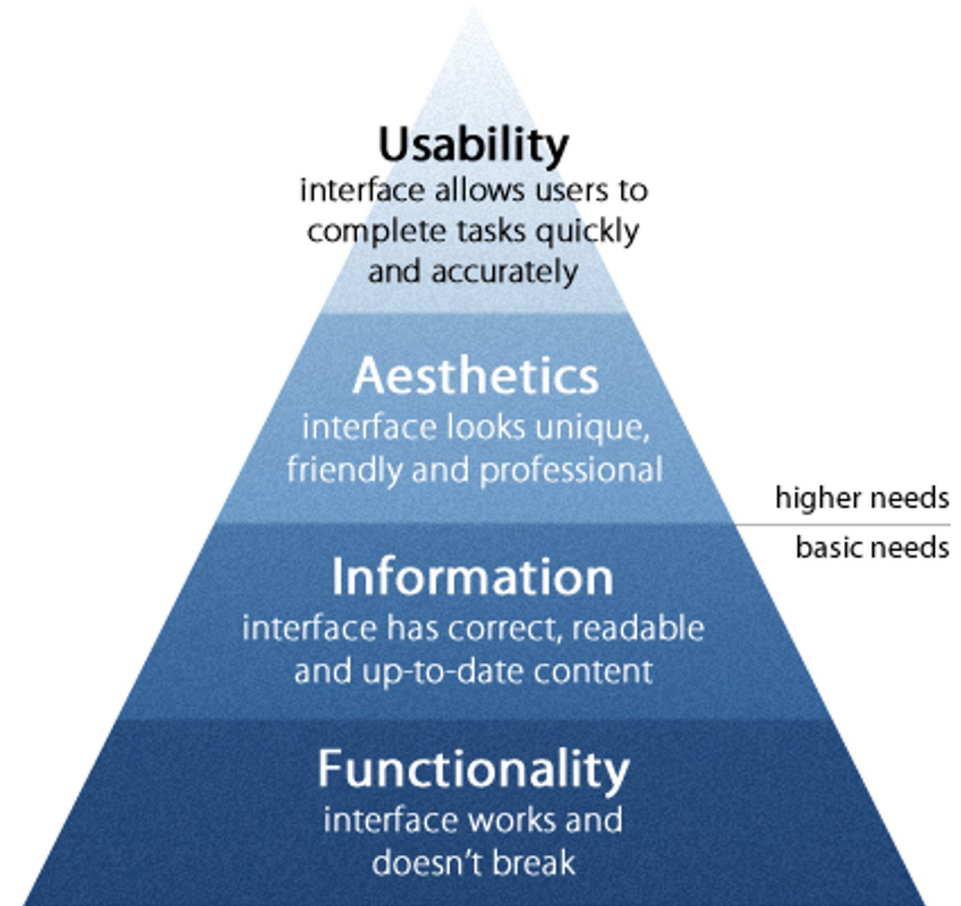 Usability
interface allows users to
complete tasks quickly
and accurately
Aesthetics
interface looks unique,
friendly and professional
higher needs
basic needs
Information
interface has correct, readable
and up-to-date content
Functionality
interface works and
doesn't break